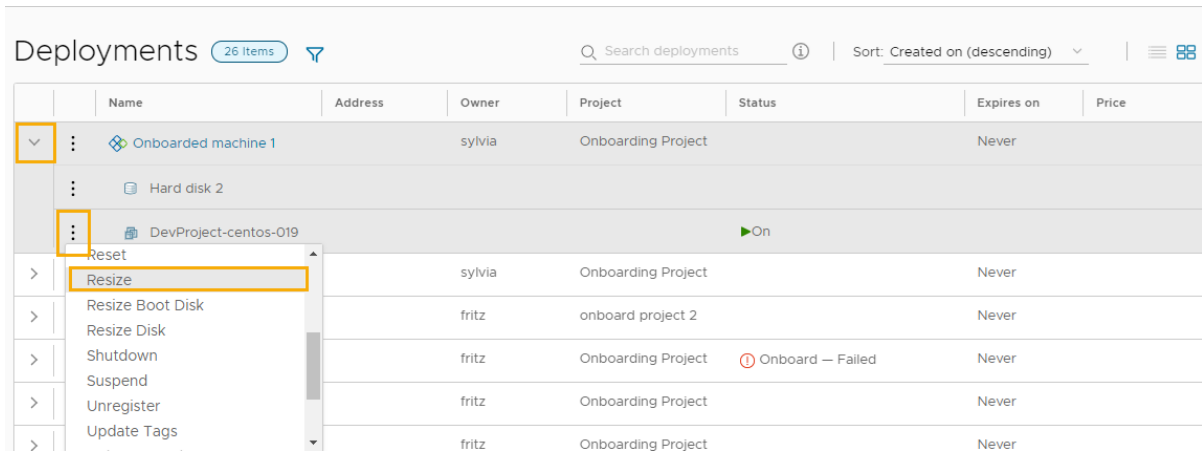 Deployments 26 Items Search deployments Sort: Created on (descending)
Name Address Owner Project Status Expires on Price
Onboarded machine 1 sylvia Onboarding Project Never
Hard disk 2
DevProject-centos-019 On
Reset
sylvia Onboarding Project Never
Resize
Resize Boot Disk
fritz onboard project 2 Never
Resize Disk
Shutdown
fritz Onboarding Project Onboard — Failed Never
Suspend
Unregister
fritz Onboarding Project Never
Update Tags
fritz Onboarding Project Never